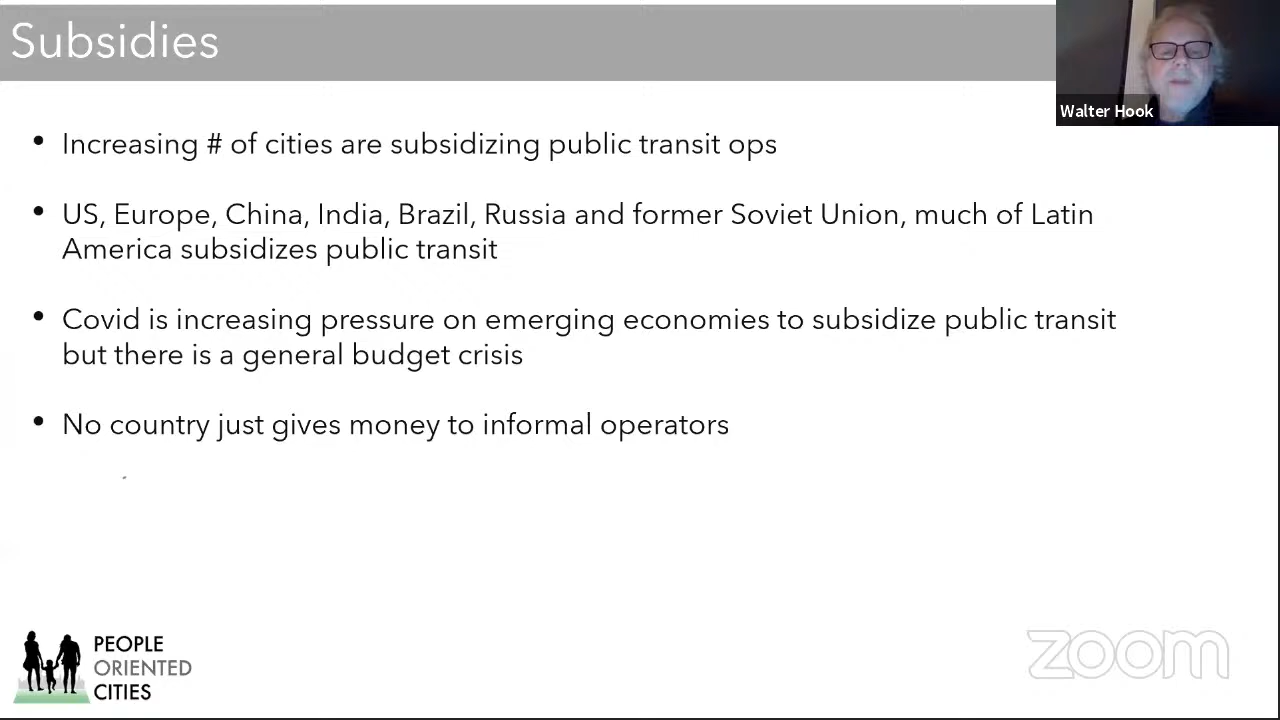 Subsidies
Walter Hook
• Increasing # of cities are subsidizing public transit ops
• US, Europe, China, India, Brazil, Russia and former Soviet Union, much of Latin
America subsidizes public transit
• Covid is increasing pressure on emerging economies to subsidize public transit
but there is a general budget crisis
• No country just gives money to informal operators
PEOPLE
ORIENTED
CITIES
zoom